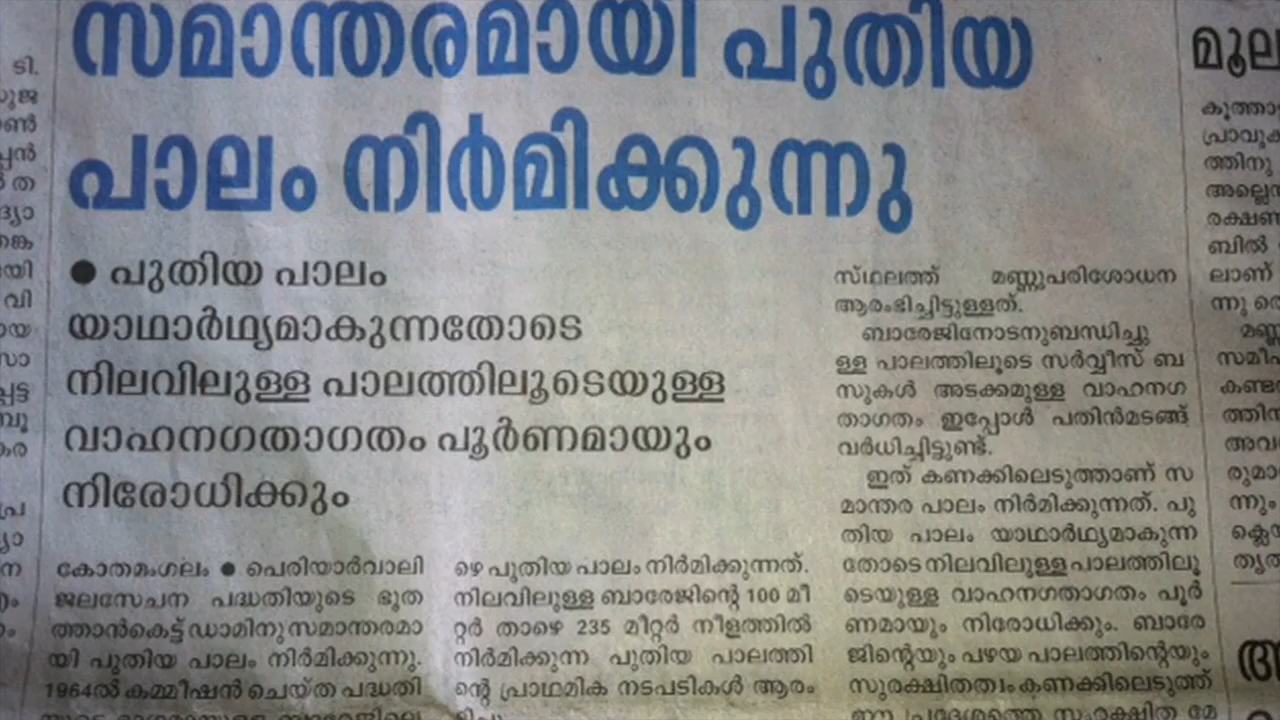 സമാന്തരമായി പുതിയ
പാലം നിർമിക്കുന്നു
● പുതിയ പാലം
യാഥാർഥ്യമാകുന്നതോടെ
നിലവിലുള്ള പാലത്തിലൂടെയുള്ള
വാഹനഗതാഗതം പൂർണമായും
നിരോധിക്കും
കോതമംഗലം ● പെരിയാർവാലി
ജലസേചന പദ്ധതിയുടെ ഭൂത
ത്താൻകെട്ട് ഡാമിനു സമാന്തരമാ
യി പുതിയ പാലം നിർമിക്കുന്നു.
1964ൽ കമ്മീഷൻ ചെയ്ത പദ്ധതി
ഴെ പുതിയ പാലം നിർമിക്കുന്നത്.
നിലവിലുള്ള ബാരേജിന്റെ 100 മീ
റ്റർ താഴെ 235 മീറ്റർ നീളത്തിൽ
നിർമിക്കുന്ന പുതിയ പാലത്തി
ന്റെ പ്രാഥമിക നടപടികൾ ആരം
സ്ഥലത്ത് മണ്ണുപരിശോധന
ആരംഭിച്ചിട്ടുള്ളത്.
ബാരേജിനോടനുബന്ധിച്ചു
ള്ള പാലത്തിലൂടെ സർവ്വീസ് ബ
സുകൾ അടക്കമുള്ള വാഹനഗ
താഗതം ഇപ്പോൾ പതിൻമടങ്ങ്
വർധിച്ചിട്ടുണ്ട്.
ഇത് കണക്കിലെടുത്താണ് സ
മാന്തര പാലം നിർമിക്കുന്നത്. പു
തിയ പാലം യാഥാർഥ്യമാകുന്ന
തോടെ നിലവിലുള്ള പാലത്തിലൂ
ടെയുള്ള വാഹനഗതാഗതം പൂർ
ണമായും നിരോധിക്കും. ബാരേ
ജിന്റെയും പഴയ പാലത്തിന്റെയും
സുരക്ഷിതത്വം കണക്കിലെടുത്ത്
ഈ പ്രദേശത്തെ സംരക്ഷിത മേ